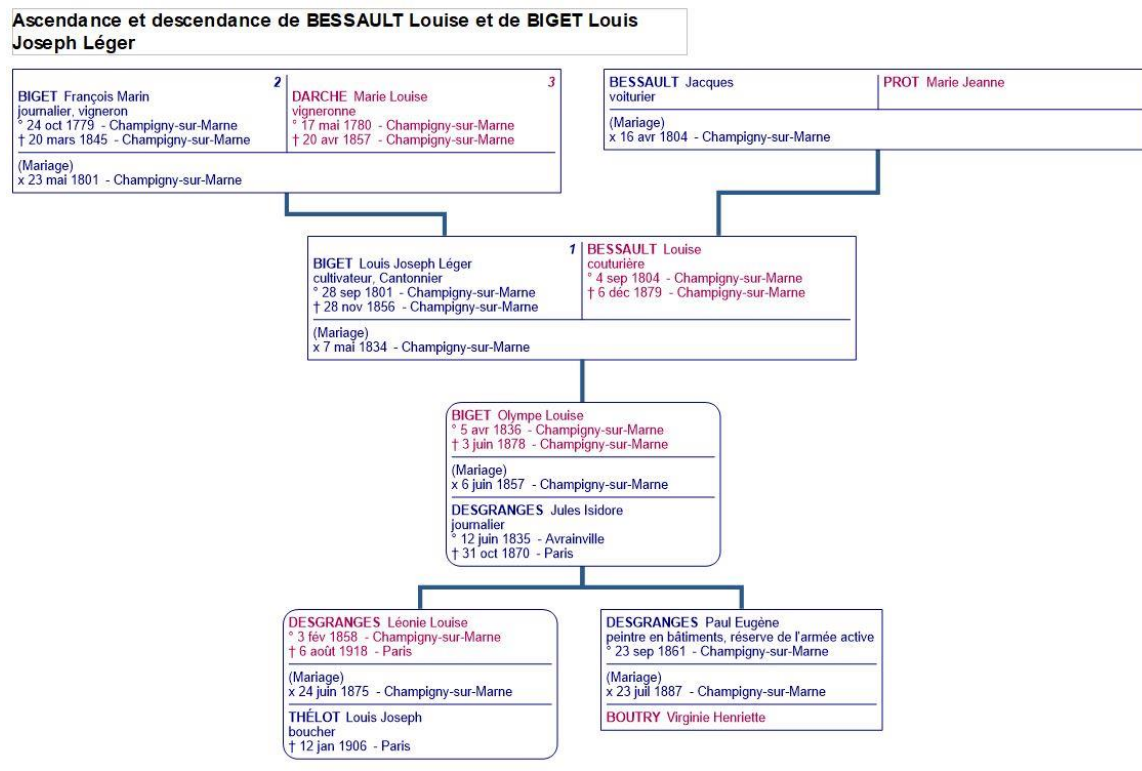 Ascendance et descendance de BESSAULT Louise et de BIGET Louis
Joseph Léger
2
BIGET François Marin
journalier, vigneron
° 24 oct 1779 - Champigny-sur-Marne
† 20 mars 1845 - Champigny-sur-Marne
3
DARCHE Marie Louise
vigneronne
° 17 mai 1780 - Champigny-sur-Marne
† 20 avr 1857 - Champigny-sur-Marne
(Mariage)
x 23 mai 1801 - Champigny-sur-Marne
BESSAULT Jacques
voiturier
PROT Marie Jeanne
(Mariage)
x 16 avr 1804 - Champigny-sur-Marne
1
BIGET Louis Joseph Léger
cultivateur, Cantonnier
° 28 sep 1801 - Champigny-sur-Marne
† 28 nov 1856 - Champigny-sur-Marne
BESSAULT Louise
couturière
° 4 sep 1804 - Champigny-sur-Marne
† 6 déc 1879 - Champigny-sur-Marne
(Mariage)
x 7 mai 1834 - Champigny-sur-Marne
BIGET Olympe Louise
° 5 avr 1836 - Champigny-sur-Marne
† 3 juin 1878 - Champigny-sur-Marne
(Mariage)
x 6 juin 1857 - Champigny-sur-Marne
DESGRANGES Jules Isidore
journalier
° 12 juin 1835 - Avrainville
† 31 oct 1870 - Paris
DESGRANGES Léonie Louise
° 3 fév 1858 - Champigny-sur-Marne
† 6 août 1918 - Paris
(Mariage)
x 24 juin 1875 - Champigny-sur-Marne
THÉLOT Louis Joseph
boucher
† 12 jan 1906 - Paris
DESGRANGES Paul Eugène
peintre en bâtiments, réserve de l'armée active
° 23 sep 1861 - Champigny-sur-Marne
(Mariage)
x 23 juil 1887 - Champigny-sur-Marne
BOUTRY Virginie Henriette